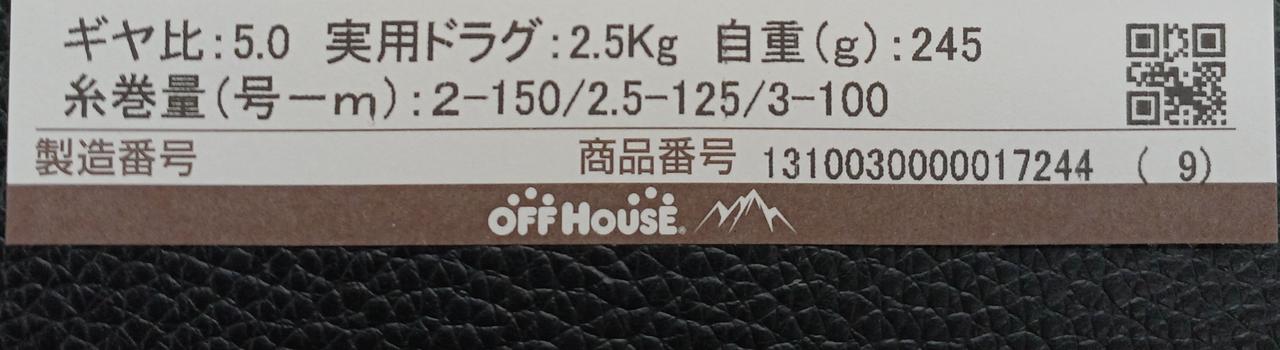 ギヤ比:5.0 実用ドラグ:2.5Kg 自重(g):245
糸巻量(号ーm):2-150/2.5-125/3-100
製造番号 商品番号 1310030000017244 ( 9)
OFF HOUSE®